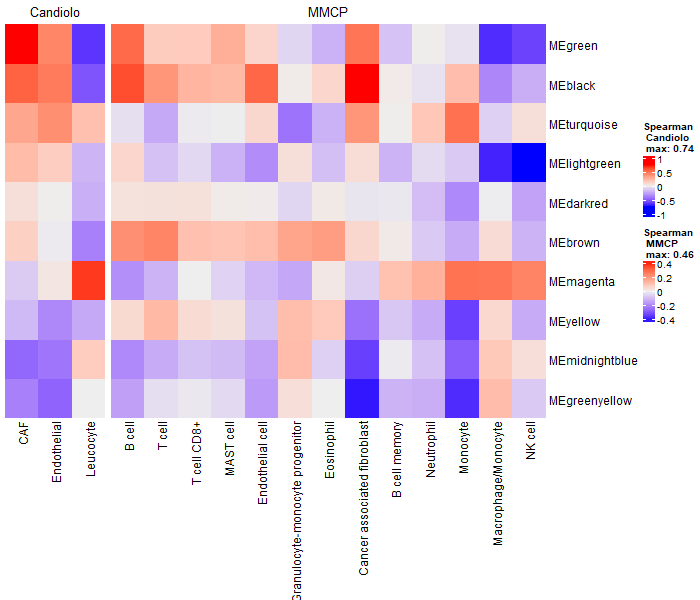 Candiolo
MMCP
MEgreen
MEblack
MEturquoise
MElightgreen
MEdarkred
MEbrown
MEmagenta
MEyellow
MEmidnightblue
MEgreenyellow
Spearman
Candiolo
max: 0.74
1
0.5
0
-0.5
-1
Spearman
MMCP
max: 0.46
0.4
0.2
0
-0.2
-0.4
CAF
Endothelial
Leucocyte
B cell
T cell
T cell CD8+
MAST cell
Endothelial cell
Granulocyte-monocyte progenitor
Eosinophil
Cancer associated fibroblast
B cell memory
Neutrophil
Monocyte
Macrophage/Monocyte
NK cell